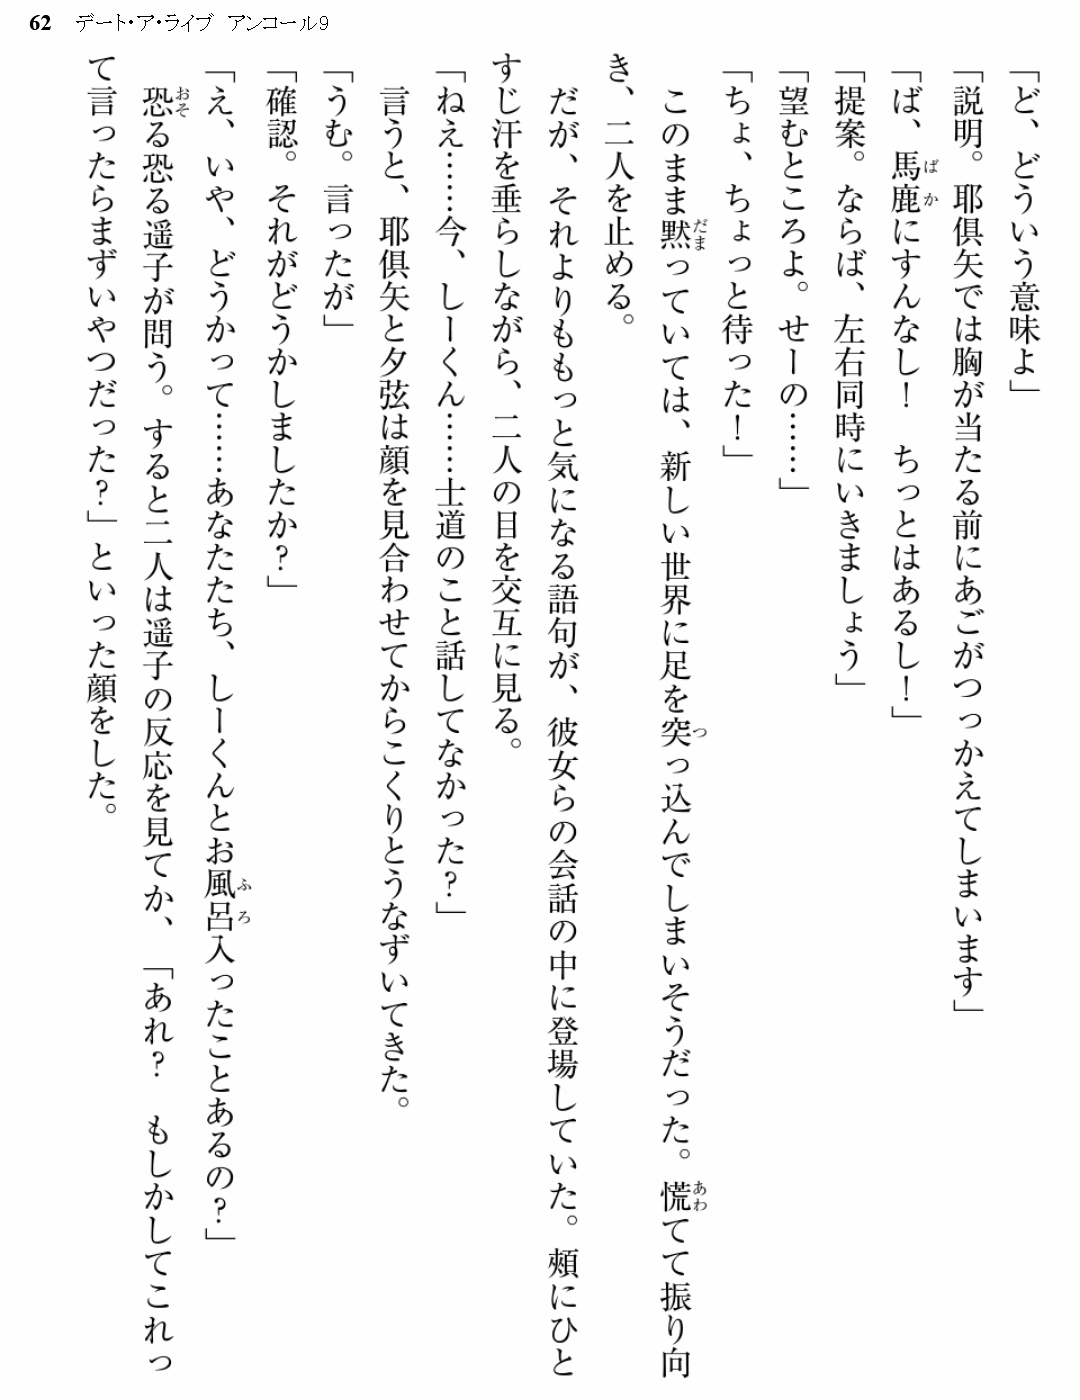 62 デート・ア・ライブ アンコール9
「ど、どういう意味よ」
「説明。耶倶矢では胸が当たる前にあごがつっかえてしまいます」
「ば、馬鹿にすんなし！ ちっとはあるし！」
「提案。ならば、左右同時にいきましょう」
「望むところよ。せーの……」
「ちょ、ちょっと待った！」
このまま黙っていては、新しい世界に足を突っ込んでしまいそうだった。慌てて振り向
き、二人を止める。
だが、それよりももっと気になる語句が、彼女らの会話の中に登場していた。頰にひと
すじ汗を垂らしながら、二人の目を交互に見る。
「ねえ……今、しーくん……士道のこと話してなかった？」
言うと、耶倶矢と夕弦は顔を見合わせてからこくりとうなずいてきた。
「うむ。言ったが」
「確認。それがどうかしましたか？」
「え、いや、どうかって……あなたたち、しーくんとお風呂入ったことあるの？」
恐る恐る遥子が問う。すると二人は遥子の反応を見てか、「あれ？ もしかしてこれっ
て言ったらまずいやつだった？」といった顔をした。